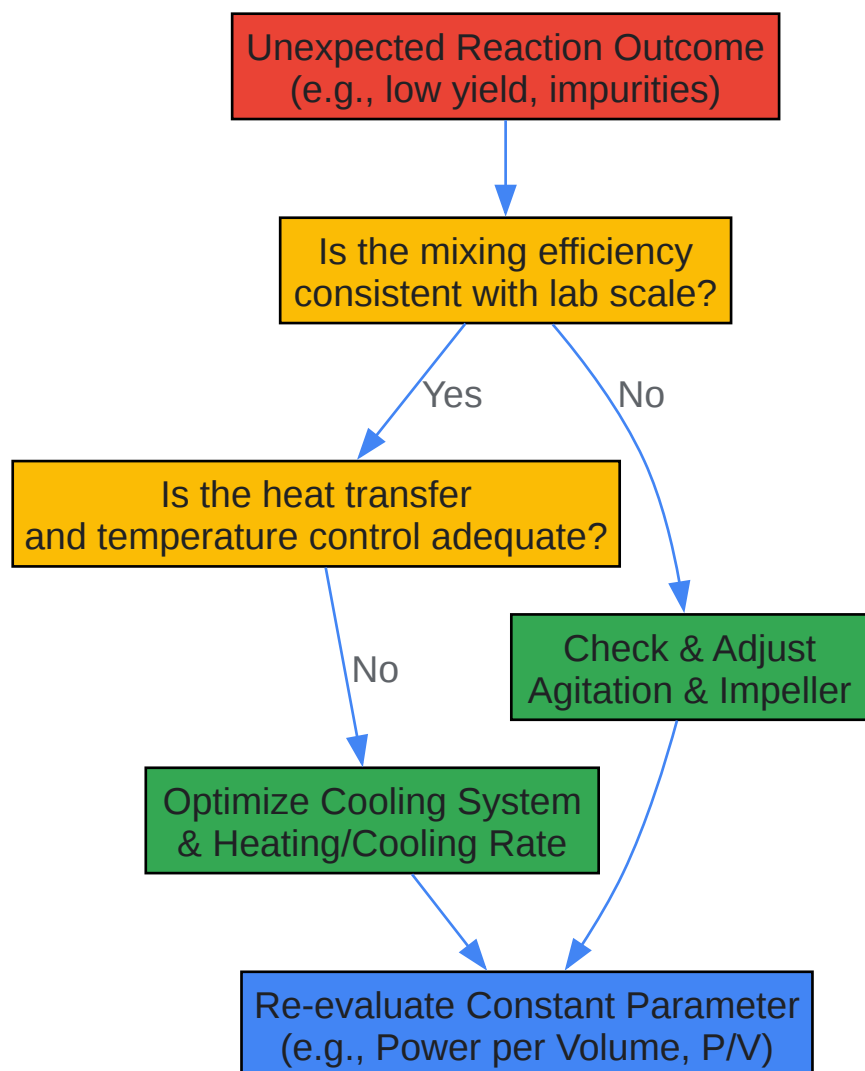 Unexpected Reaction Outcome
(e.g., low yield, impurities)
Is the mixing efficiency
consistent with lab scale?
Yes
No
Is the heat transfer
and temperature control adequate?
No
Check & Adjust
Agitation & Impeller
Optimize Cooling System
& Heating/Cooling Rate
Re-evaluate Constant Parameter
(e.g., Power per Volume, P/V)